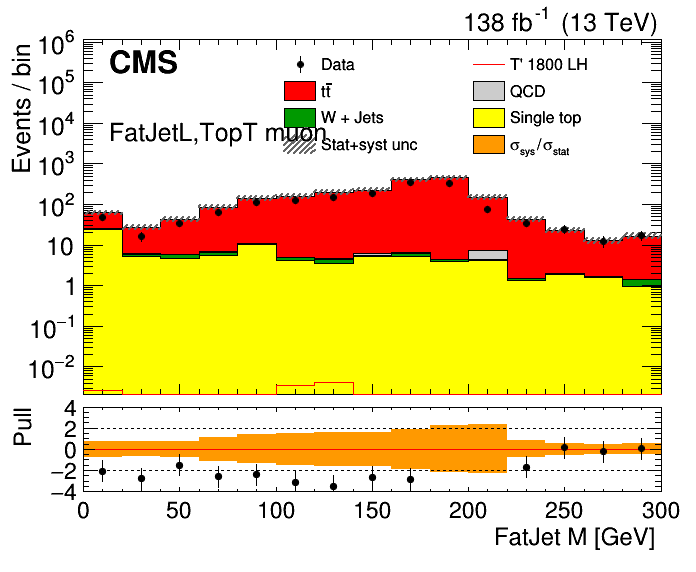 138 fb⁻¹ (13 TeV)
CMS
Data
T' 1800 LH
tt̄
QCD
W + Jets
Single top
FatJetL,TopT muon
Stat+syst unc
σsys/σstat
Events / bin
10⁶
10⁵
10⁴
10³
10²
10
1
10⁻¹
10⁻²
Pull
4
2
0
−2
−4
0 50 100 150 200 250 300
FatJet M [GeV]